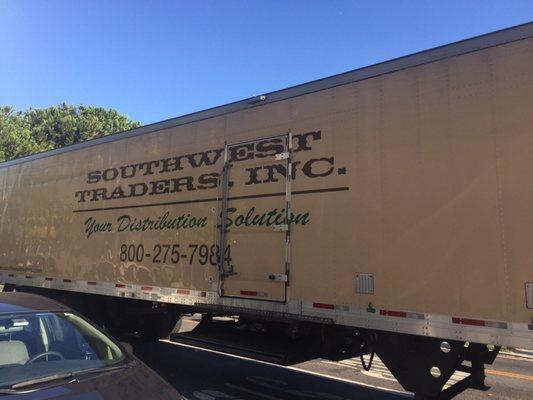 SOUTHWEST
TRADERS, INC.
Your Distribution Solution
800-275-7984